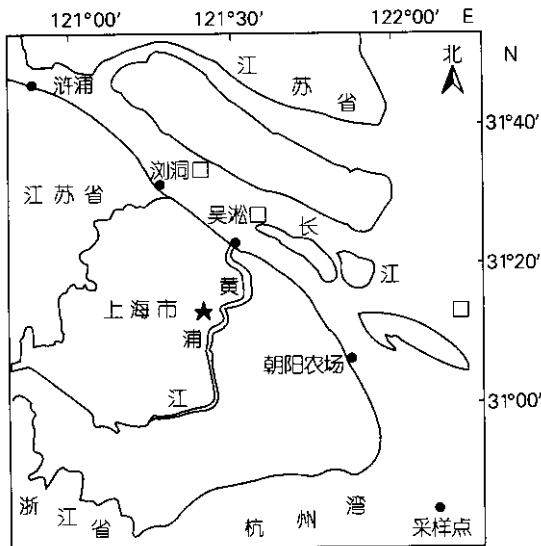 121°00′ 121°30′ 122°00′ E
北 N
江苏省
浒浦
31°40′
浏洞口
江苏省
吴淞口
长江口
31°20′
上海市
黄浦江
朝阳农场
31°00′
浙江省
杭州湾
采样点